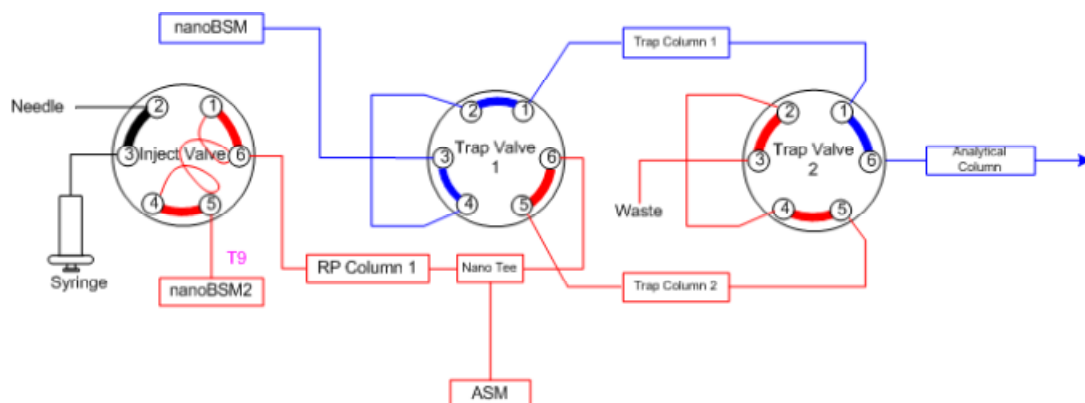 nanoBSM
Trap Column 1
Needle
2
1
3
Inject Valve
6
4
5
T9
Syringe
nanoBSM2
2
1
3
Trap Valve
1
6
4
5
2
1
3
Trap Valve
2
6
4
5
Analytical
Column
Waste
RP Column 1
Nano Tee
Trap Column 2
ASM